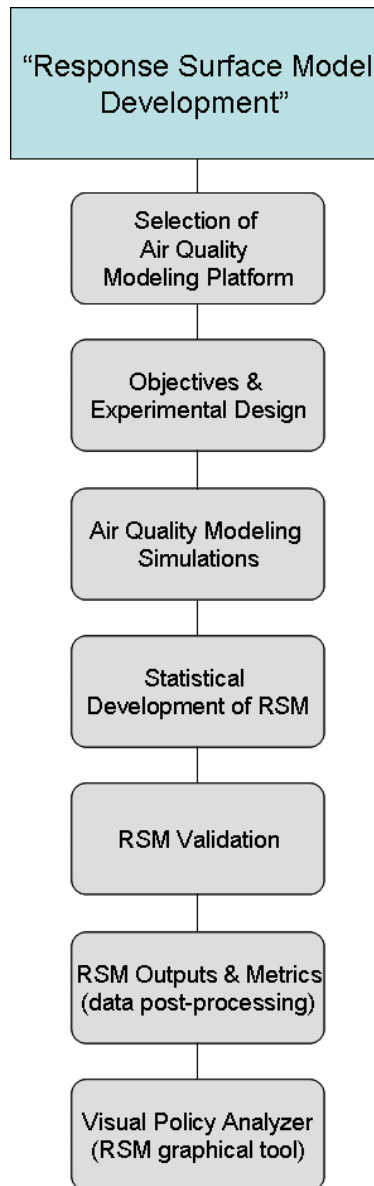 “Response Surface Model
Development”
Selection of
Air Quality
Modeling Platform
Objectives &
Experimental Design
Air Quality Modeling
Simulations
Statistical
Development of RSM
RSM Validation
RSM Outputs & Metrics
(data post-processing)
Visual Policy Analyzer
(RSM graphical tool)